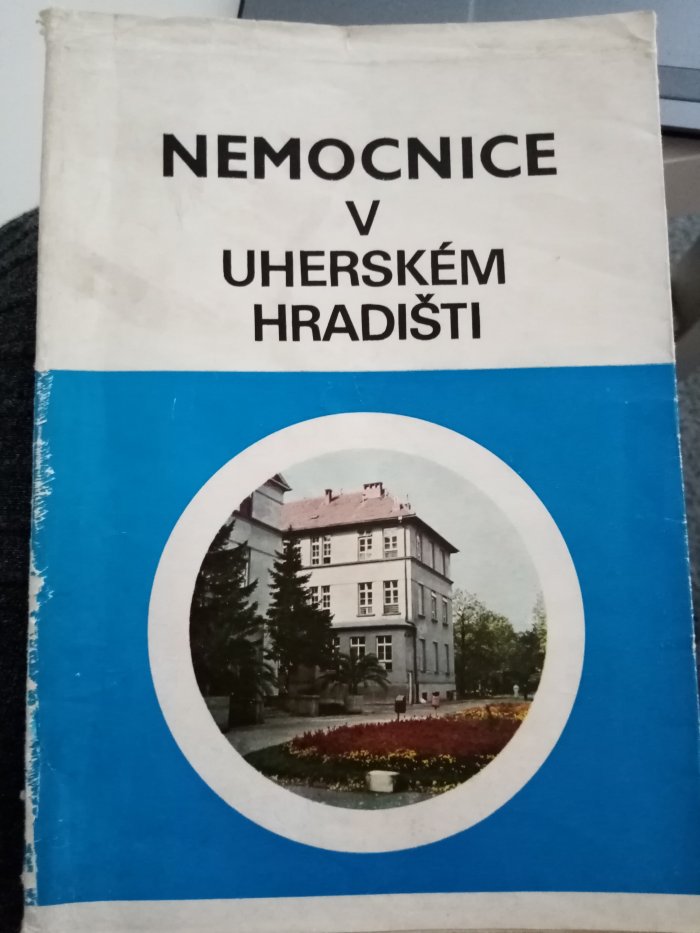 NEMOCNICE
V
UHERSKÉM
HRADIŠTI